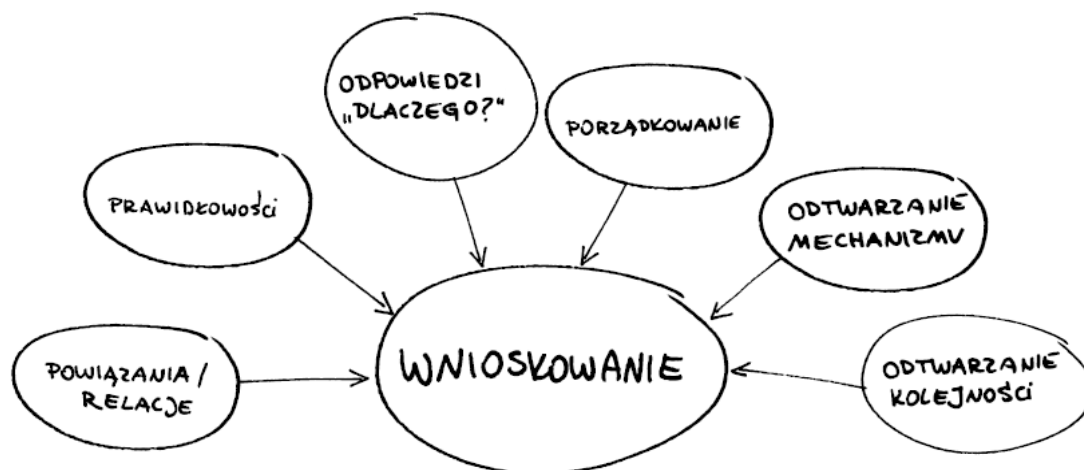 ODPOWIEDZI
„DLACZEGO?“
PORZĄDKOWANIE
PRAWIDŁOWOŚCI
ODTWARZANIE
MECHANIZMU
WNIOSKOWANIE
POWIĄZANIA /
RELACJE
ODTWARZANIE
KOLEJNOŚCI